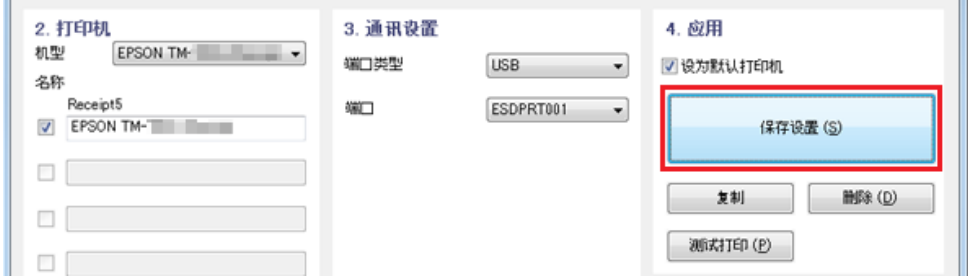 2. 打印机
机型
EPSON TM-
名称
Receipt5
EPSON TM-
3. 通讯设置
端口类型
USB
端口
ESDPRT001
4. 应用
设为默认打印机
保存设置 (S)
复制
删除 (D)
测试打印 (P)